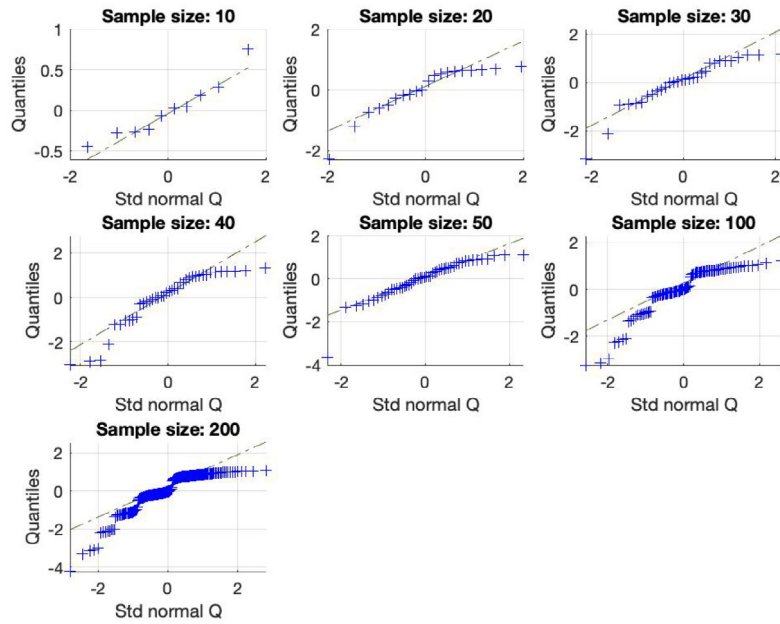 Sample size: 10
1
0.5
0
-0.5
-2
0
2
Quantiles
Std normal Q
Sample size: 20
2
0
-2
-2
0
2
Quantiles
Std normal Q
Sample size: 30
2
0
-2
-2
0
2
Quantiles
Std normal Q
Sample size: 40
2
0
-2
-2
0
2
Quantiles
Std normal Q
Sample size: 50
2
0
-2
-4
-2
0
2
Quantiles
Std normal Q
Sample size: 100
2
0
-2
-2
0
2
Quantiles
Std normal Q
Sample size: 200
2
0
-2
-4
-2
0
2
Quantiles
Std normal Q